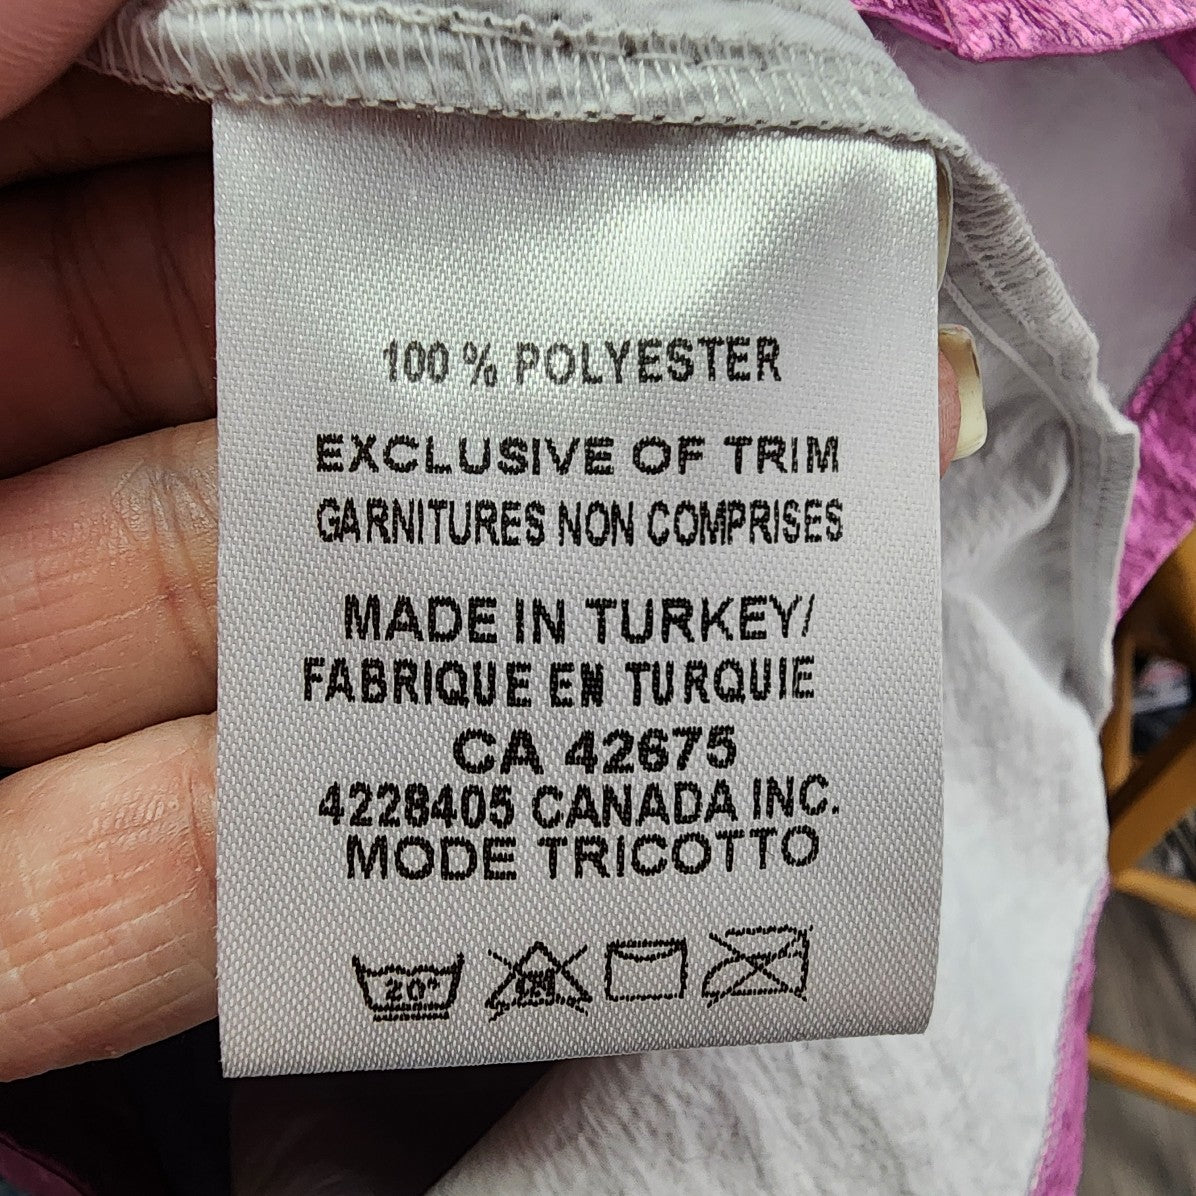 100 % POLYESTER
EXCLUSIVE OF TRIM
GARNITURES NON COMPRISES
MADE IN TURKEY/
FABRIQUE EN TURQUIE
CA 42675
4228405 CANADA INC.
MODE TRICOTTO
20°